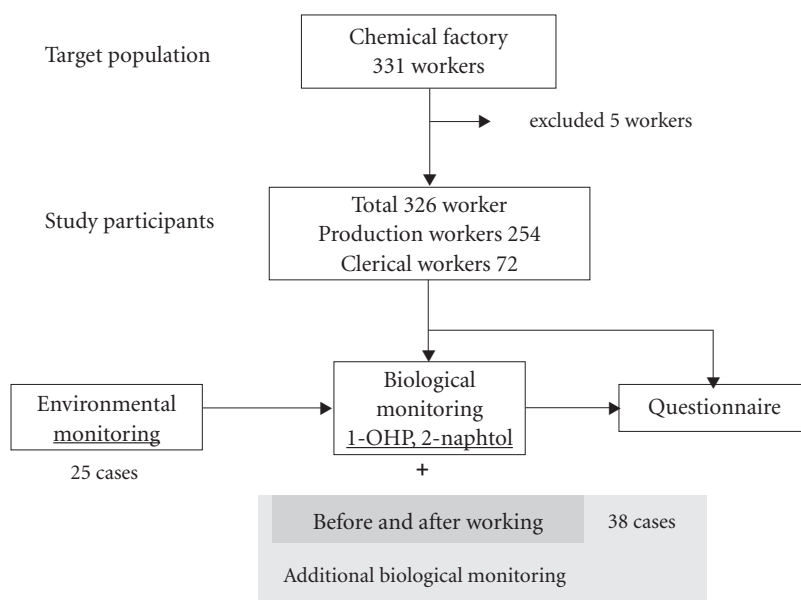 Target population
Chemical factory
331 workers
excluded 5 workers
Study participants
Total 326 worker
Production workers 254
Clerical workers 72
Environmental
monitoring
25 cases
Biological
monitoring
1-OHP, 2-naphtol
+
Questionnaire
Before and after working
38 cases
Additional biological monitoring